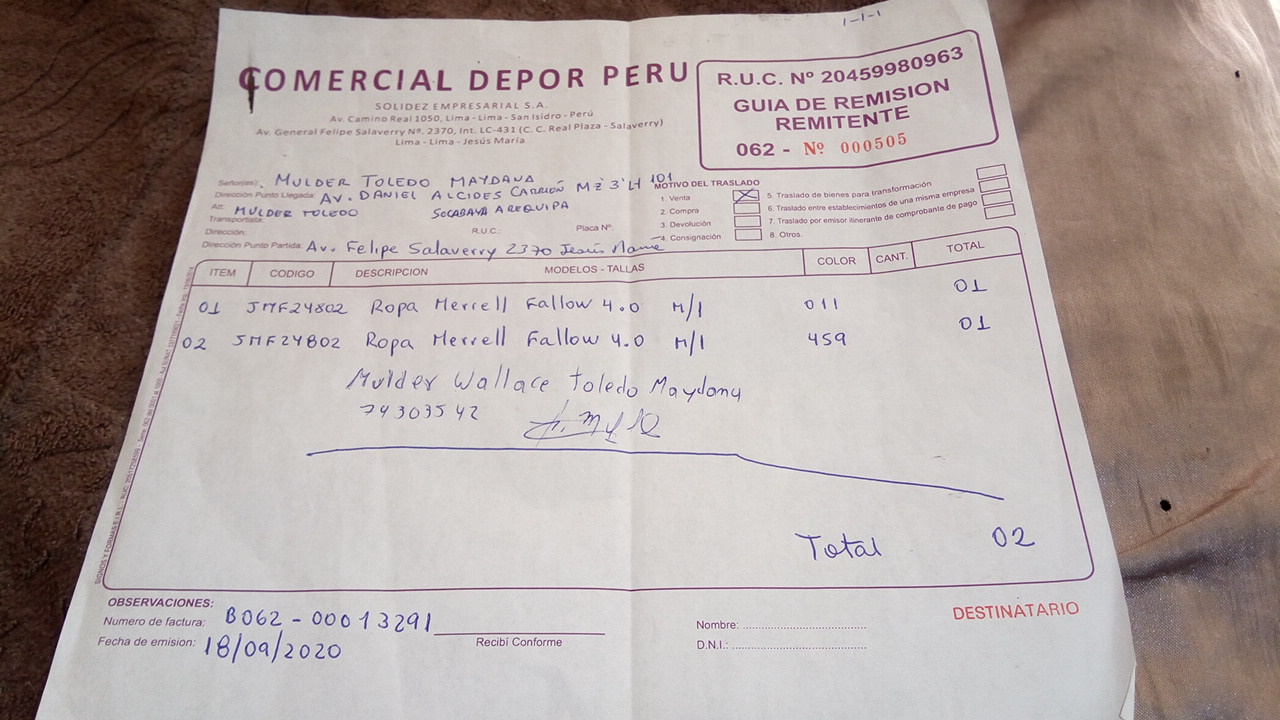 1-1-1
COMERCIAL DEPOR PERU
SOLIDEZ EMPRESARIAL S.A.
Av. Camino Real 1050, Lima - Lima - San Isidro - Perú
Av. General Felipe Salaverry Nº. 2370, Int. LC-431 (C. C. Real Plaza - Salaverry)
Lima - Lima - Jesús María
R.U.C. Nº 20459980963
GUIA DE REMISION
REMITENTE
062 - Nº 000505
Señor(es): MULDER TOLEDO MAYDANA
Dirección Punto Llegada: AV. DANIEL ALCIDES CARRIÓN MZ 3' LT 101
Att: MULDER TOLEDO SOCABAYA AREQUIPA
Transportista:
Dirección: R.U.C.: Placa Nº
Dirección Punto Partida: Av. Felipe Salaverry 2370 Jesús
MOTIVO DEL TRASLADO
1. Venta X
2. Compra
3. Devolución
4. Consignación
5. Traslado de bienes para transformación
6. Traslado entre establecimientos de una misma empresa
7. Traslado por emisor itinerante de comprobante de pago
8. Otros.
ITEM CODIGO DESCRIPCION MODELOS - TALLAS COLOR CANT. TOTAL
01 JMF24802 Ropa Merrell Fallow 4.0 M/I 011 01
02 JMF24802 Ropa Merrell Fallow 4.0 M/I 459 01
Mulder Wallace Toledo Maydana
74303542
Total 02
OBSERVACIONES:
Numero de factura: B062-00013291
Fecha de emision: 18/09/2020
Recibí Conforme
Nombre:
D.N.I.:
DESTINATARIO